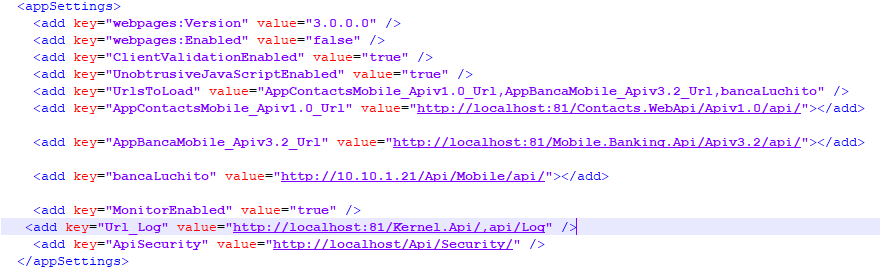 <appSettings>
<add key="webpages:Version" value="3.0.0.0" />
<add key="webpages:Enabled" value="false" />
<add key="ClientValidationEnabled" value="true" />
<add key="UnobtrusiveJavaScriptEnabled" value="true" />
<add key="UrlsToLoad" value="AppContactsMobile_Apiv1.0_Url,AppBancaMobile_Apiv3.2_Url,bancaLuchito" />
<add key="AppContactsMobile_Apiv1.0_Url" value="http://localhost:81/Contacts.WebApi/Apiv1.0/api/"></add>
<add key="AppBancaMobile_Apiv3.2_Url" value="http://localhost:81/Mobile.Banking.Api/Apiv3.2/api/"></add>
<add key="bancaLuchito" value="http://10.10.1.21/Api/Mobile/api/"></add>
<add key="MonitorEnabled" value="true" />
<add key="Url_Log" value="http://localhost:81/Kernel.Api/,api/Log" />
<add key="ApiSecurity" value="http://localhost/Api/Security/" />
</appSettings>